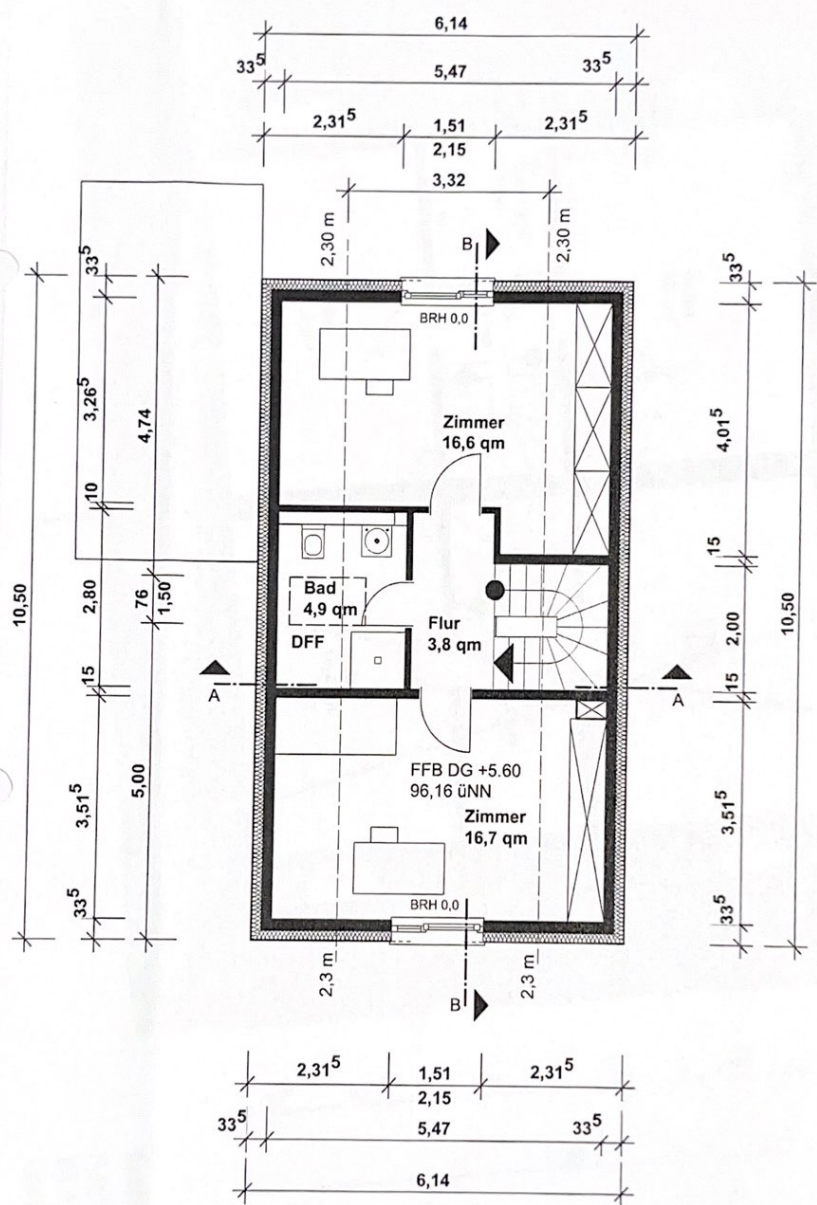 6,14
33⁵ 5,47 33⁵
2,31⁵ 1,51 2,31⁵
2,15
3,32
2,30 m
2,30 m
B
BRH 0,0
Zimmer
16,6 qm
Bad
4,9 qm
DFF
Flur
3,8 qm
A
A
FFB DG +5.60
96,16 üNN
Zimmer
16,7 qm
BRH 0,0
B
2,3 m
2,3 m
10,50
33⁵
3,26⁵
10
2,80
15
3,51⁵
33⁵
4,74
76
1,50
5,00
33⁵
4,01⁵
15
2,00
15
3,51⁵
33⁵
10,50
2,31⁵ 1,51 2,31⁵
2,15
33⁵ 5,47 33⁵
6,14